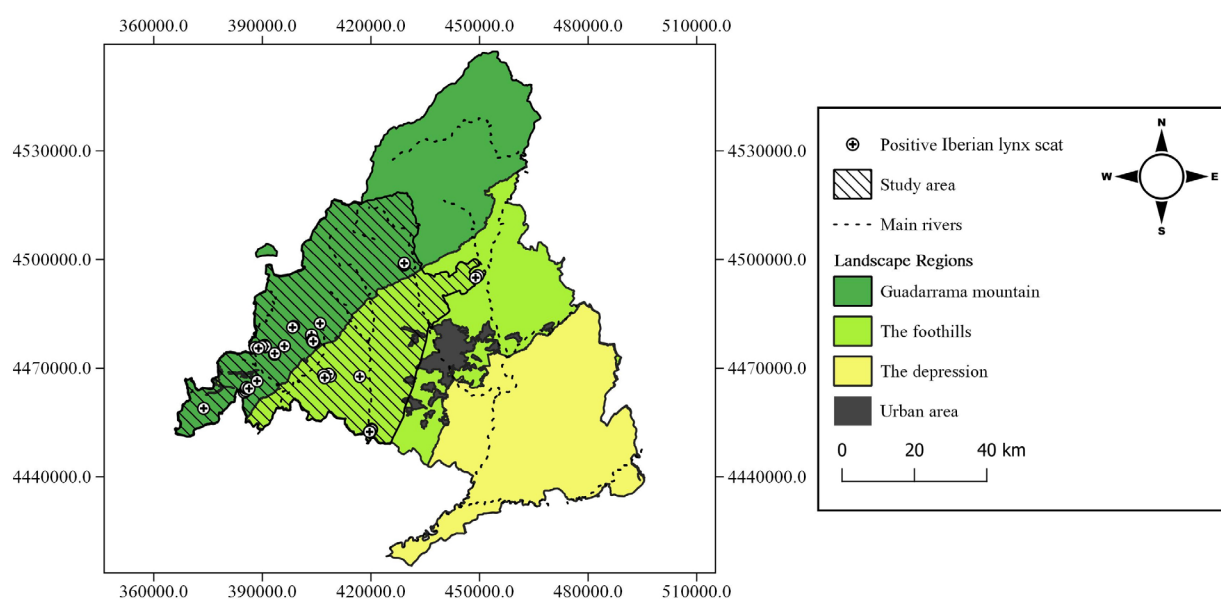 360000.0 390000.0 420000.0 450000.0 480000.0 510000.0
4530000.0 4530000.0
4500000.0 4500000.0
4470000.0 4470000.0
4440000.0 4440000.0
360000.0 390000.0 420000.0 450000.0 480000.0 510000.0
Positive Iberian lynx scat
Study area
Main rivers
Landscape Regions
Guadarrama mountain
The foothills
The depression
Urban area
0 20 40 km
N
W E
S